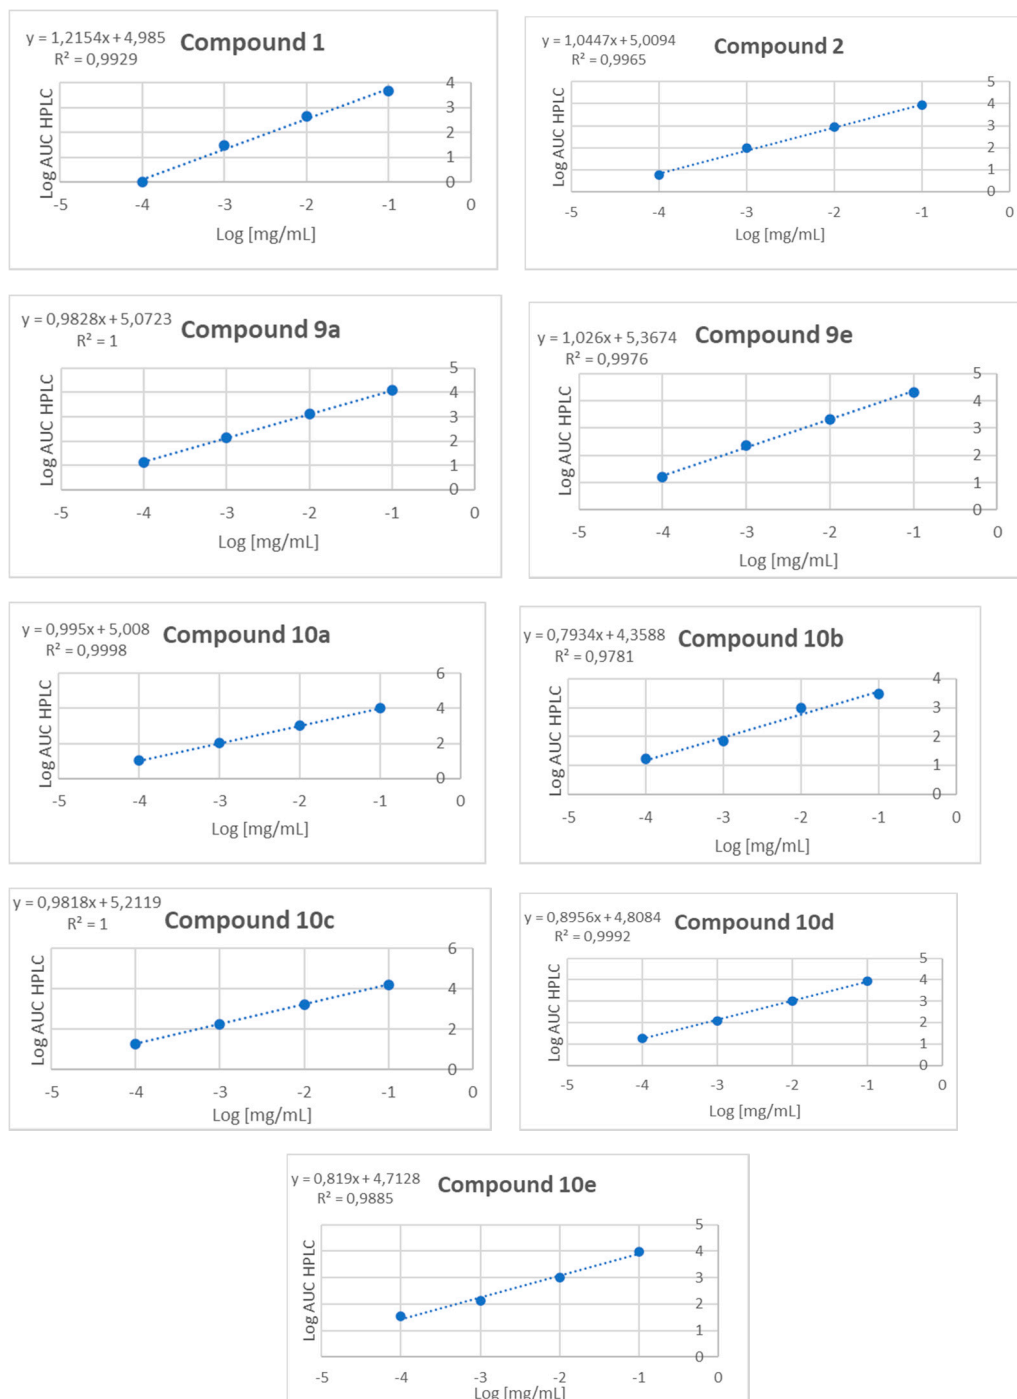 y = 1,2154x + 4,985
R² = 0,9929
Compound 1
Log AUC HPLC
4
3
2
1
0
-5 -4 -3 -2 -1 0
Log [mg/mL]
y = 1,0447x + 5,0094
R² = 0,9965
Compound 2
Log AUC HPLC
5
4
3
2
1
0
-5 -4 -3 -2 -1 0
Log [mg/mL]
y = 0,9828x + 5,0723
R² = 1
Compound 9a
Log AUC HPLC
5
4
3
2
1
0
-5 -4 -3 -2 -1 0
Log [mg/mL]
y = 1,026x + 5,3674
R² = 0,9976
Compound 9e
Log AUC HPLC
5
4
3
2
1
0
-5 -4 -3 -2 -1 0
Log [mg/mL]
y = 0,995x + 5,008
R² = 0,9998
Compound 10a
Log AUC HPLC
6
4
2
0
-5 -4 -3 -2 -1 0
Log [mg/mL]
y = 0,7934x + 4,3588
R² = 0,9781
Compound 10b
Log AUC HPLC
4
3
2
1
0
-5 -4 -3 -2 -1 0
Log [mg/mL]
y = 0,9818x + 5,2119
R² = 1
Compound 10c
Log AUC HPLC
6
4
2
0
-5 -4 -3 -2 -1 0
Log [mg/mL]
y = 0,8956x + 4,8084
R² = 0,9992
Compound 10d
Log AUC HPLC
5
4
3
2
1
0
-5 -4 -3 -2 -1 0
Log [mg/mL]
y = 0,819x + 4,7128
R² = 0,9885
Compound 10e
Log AUC HPLC
5
4
3
2
1
0
-5 -4 -3 -2 -1 0
Log [mg/mL]